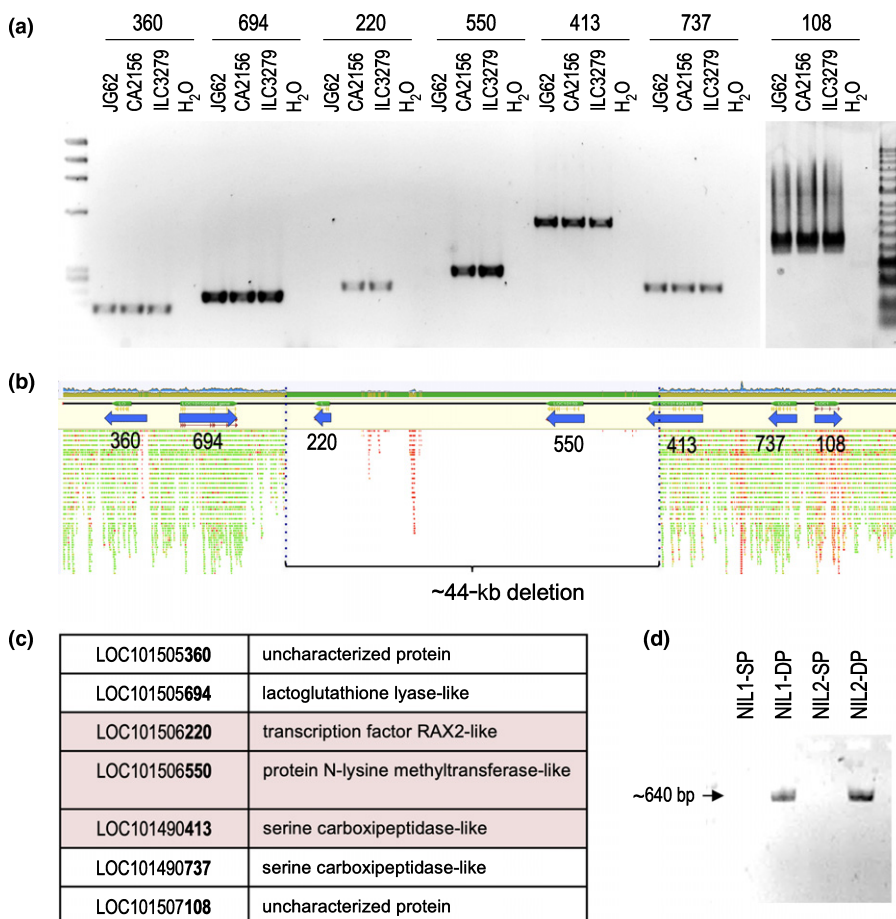 (a)
360 694 220 550 413 737 108
JG62 CA2156 ILC3279 H2O JG62 CA2156 ILC3279 H2O JG62 CA2156 ILC3279 H2O JG62 CA2156 ILC3279 H2O JG62 CA2156 ILC3279 H2O JG62 CA2156 ILC3279 H2O JG62 CA2156 ILC3279 H2O
(b)
360 694 220 550 413 737 108
~44-kb deletion
(c)
LOC101505360 uncharacterized protein
LOC101505694 lactoglutathione lyase-like
LOC101506220 transcription factor RAX2-like
LOC101506550 protein N-lysine methyltransferase-like
LOC101490413 serine carboxipeptidase-like
LOC101490737 serine carboxipeptidase-like
LOC101507108 uncharacterized protein
(d)
NIL1-SP NIL1-DP NIL2-SP NIL2-DP
~640 bp